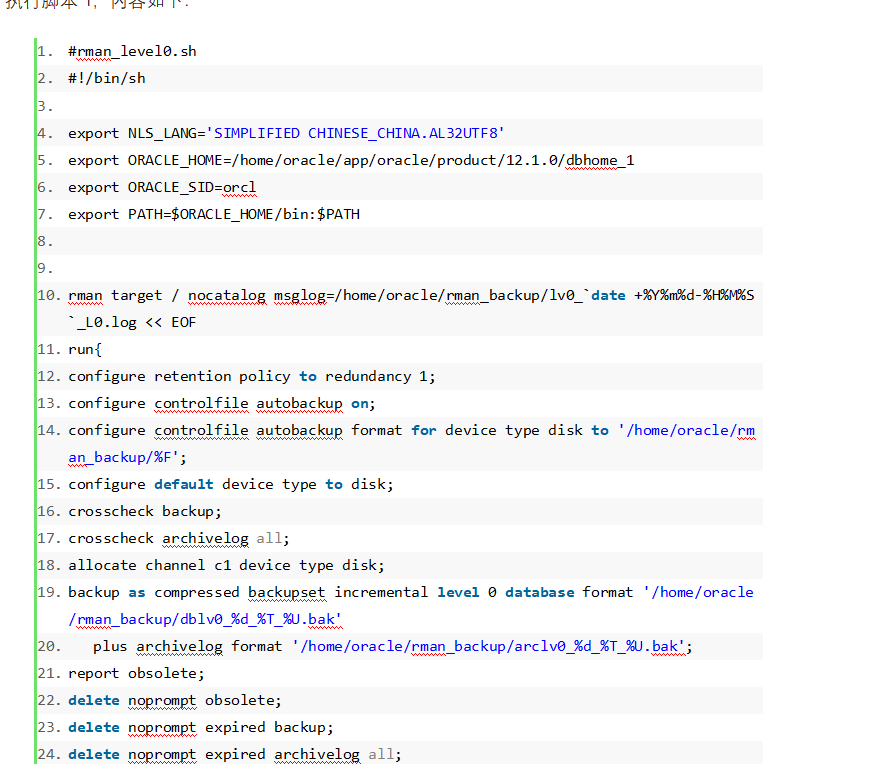 执行脚本 1，内容如下：
1. #rman_level0.sh
2. #!/bin/sh
3.
4. export NLS_LANG='SIMPLIFIED CHINESE_CHINA.AL32UTF8'
5. export ORACLE_HOME=/home/oracle/app/oracle/product/12.1.0/dbhome_1
6. export ORACLE_SID=orcl
7. export PATH=$ORACLE_HOME/bin:$PATH
8.
9.
10. rman target / nocatalog msglog=/home/oracle/rman_backup/lv0_`date +%Y%m%d-%H%M%S
`_L0.log << EOF
11. run{
12. configure retention policy to redundancy 1;
13. configure controlfile autobackup on;
14. configure controlfile autobackup format for device type disk to '/home/oracle/rm
an_backup/%F';
15. configure default device type to disk;
16. crosscheck backup;
17. crosscheck archivelog all;
18. allocate channel c1 device type disk;
19. backup as compressed backupset incremental level 0 database format '/home/oracle
/rman_backup/dblv0_%d_%T_%U.bak'
20. plus archivelog format '/home/oracle/rman_backup/arclv0_%d_%T_%U.bak';
21. report obsolete;
22. delete noprompt obsolete;
23. delete noprompt expired backup;
24. delete noprompt expired archivelog all;